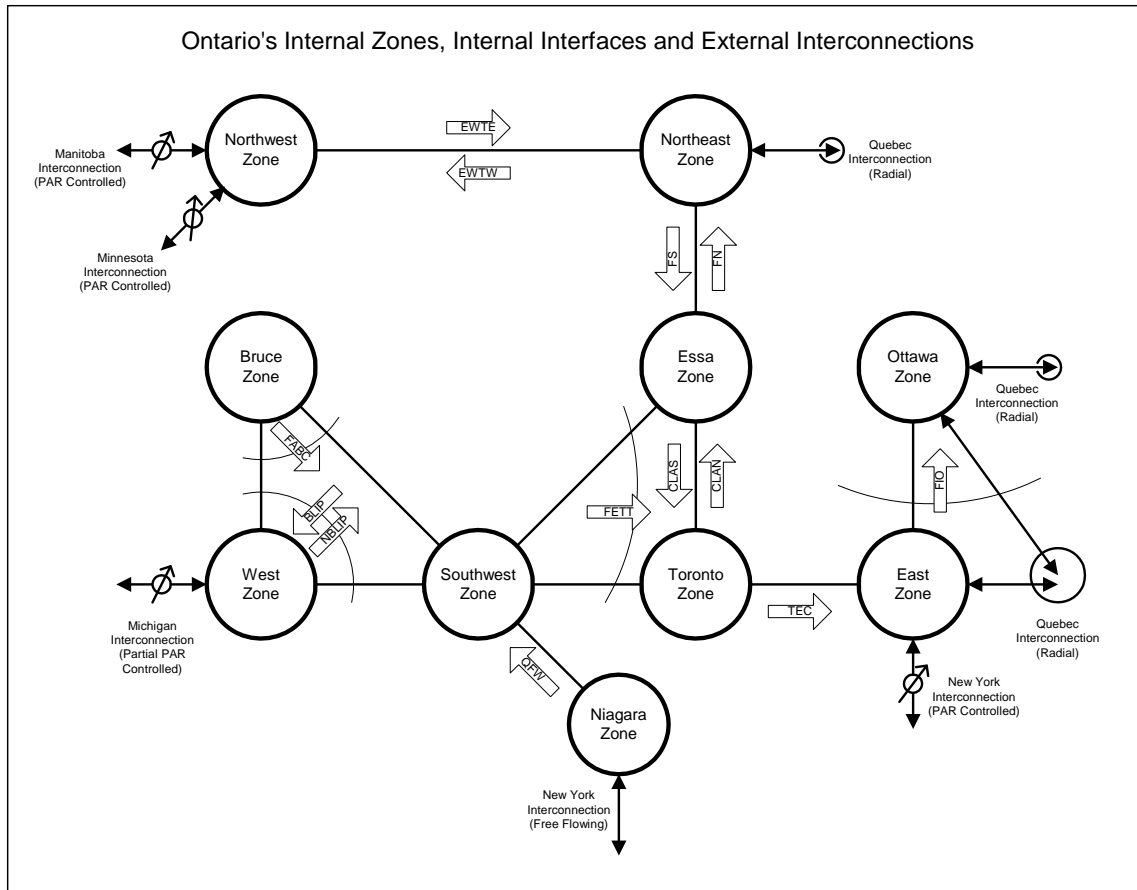 Ontario's Internal Zones, Internal Interfaces and External Interconnections
Northwest
Zone
EWTE
EWTW
Northeast
Zone
Manitoba
Interconnection
(PAR Controlled)
Quebec
Interconnection
(Radial)
Minnesota
Interconnection
(PAR Controlled)
FS
FN
Bruce
Zone
Essa
Zone
Ottawa
Zone
Quebec
Interconnection
(Radial)
FABC
CLAS
CLAN
FIO
BLIP
NBLIP
FETT
West
Zone
Southwest
Zone
Toronto
Zone
East
Zone
TEC
Michigan
Interconnection
(Partial PAR
Controlled)
Quebec
Interconnection
(Radial)
QFW
Niagara
Zone
New York
Interconnection
(PAR Controlled)
New York
Interconnection
(Free Flowing)